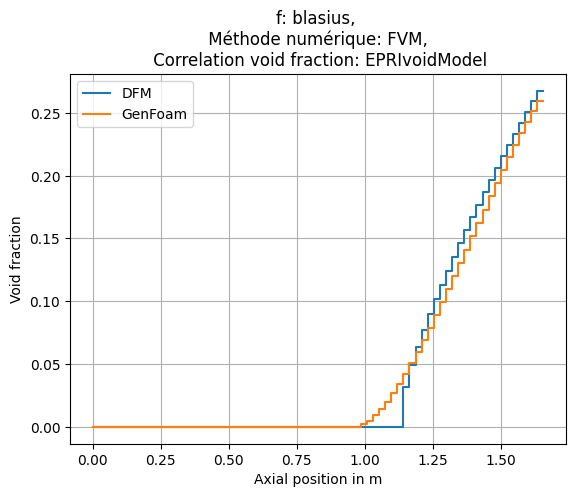 f: blasius,
Méthode numérique: FVM,
Correlation void fraction: EPRIvoidModel
DFM
GenFoam
Void fraction
0.25
0.20
0.15
0.10
0.05
0.00
0.00 0.25 0.50 0.75 1.00 1.25 1.50
Axial position in m